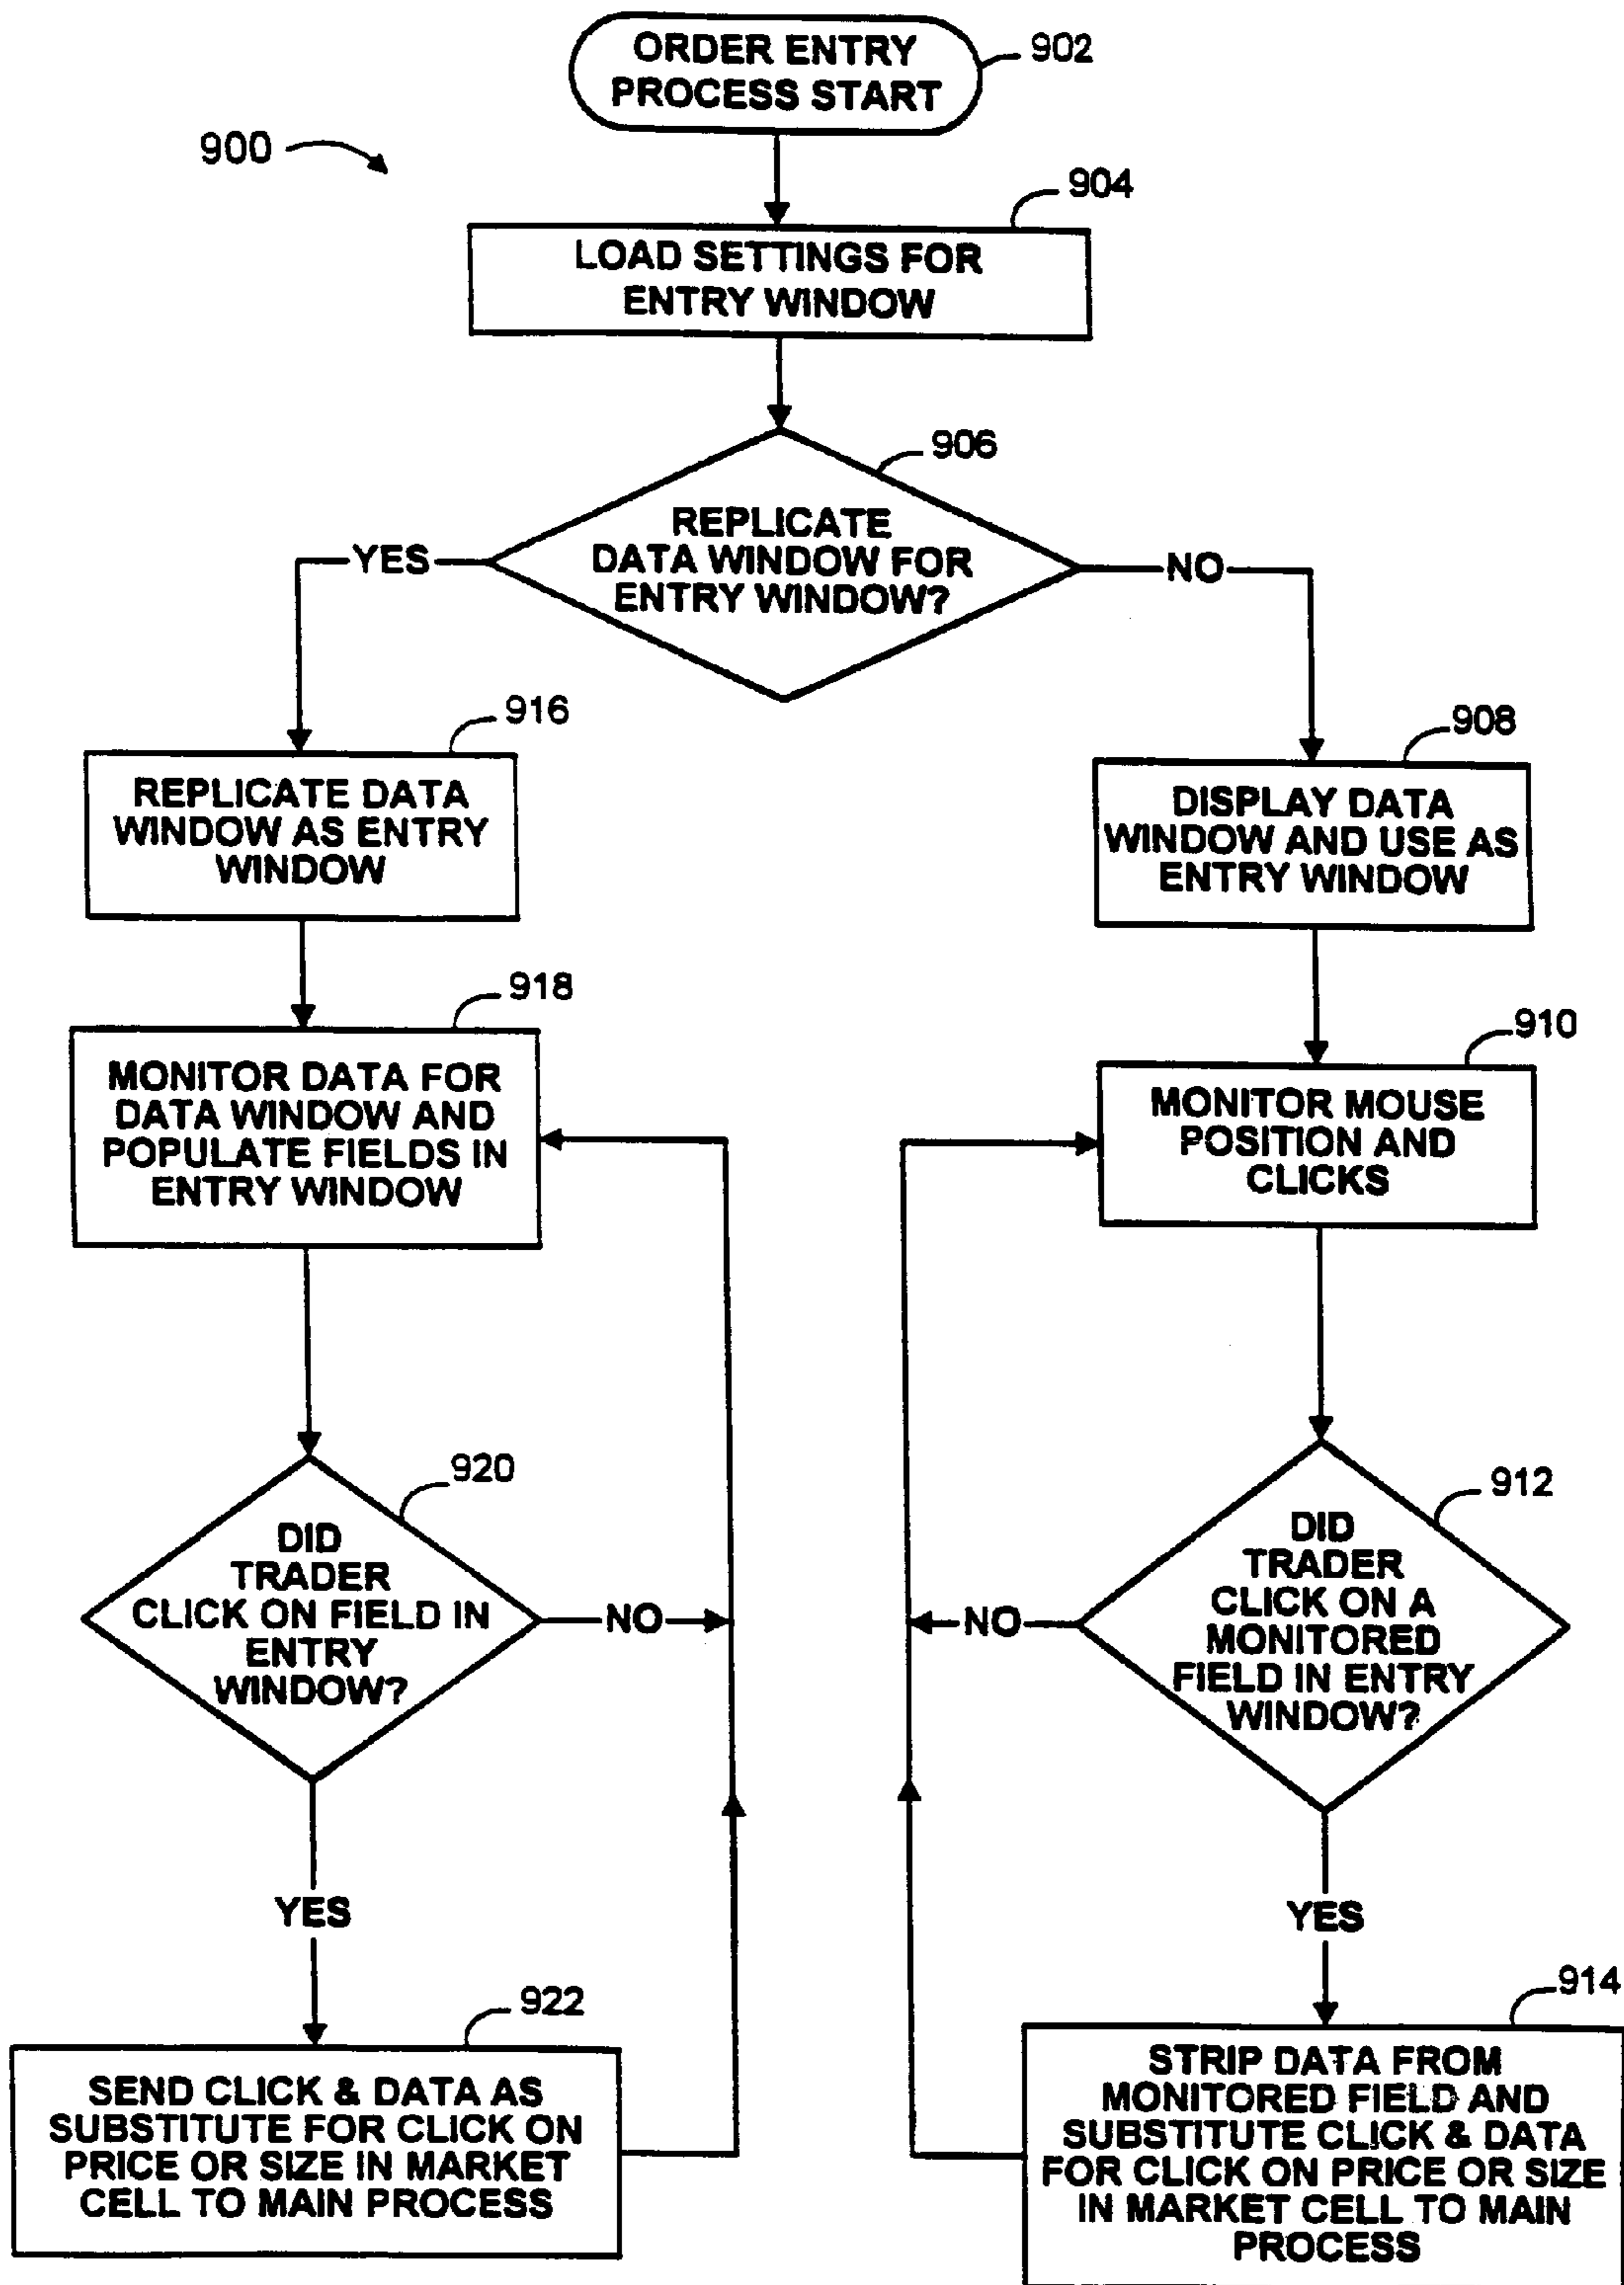 ORDER ENTRY
PROCESS START
902
900
904
LOAD SETTINGS FOR
ENTRY WINDOW
906
REPLICATE
DATA WINDOW FOR
ENTRY WINDOW?
YES
NO
916
REPLICATE DATA
WINDOW AS ENTRY
WINDOW
908
DISPLAY DATA
WINDOW AND USE AS
ENTRY WINDOW
918
MONITOR DATA FOR
DATA WINDOW AND
POPULATE FIELDS IN
ENTRY WINDOW
910
MONITOR MOUSE
POSITION AND
CLICKS
920
DID
TRADER
CLICK ON FIELD IN
ENTRY
WINDOW?
NO
912
DID
TRADER
CLICK ON A
MONITORED
FIELD IN ENTRY
WINDOW?
NO
YES
YES
922
SEND CLICK & DATA AS
SUBSTITUTE FOR CLICK ON
PRICE OR SIZE IN MARKET
CELL TO MAIN PROCESS
914
STRIP DATA FROM
MONITORED FIELD AND
SUBSTITUTE CLICK & DATA
FOR CLICK ON PRICE OR SIZE
IN MARKET CELL TO MAIN
PROCESS